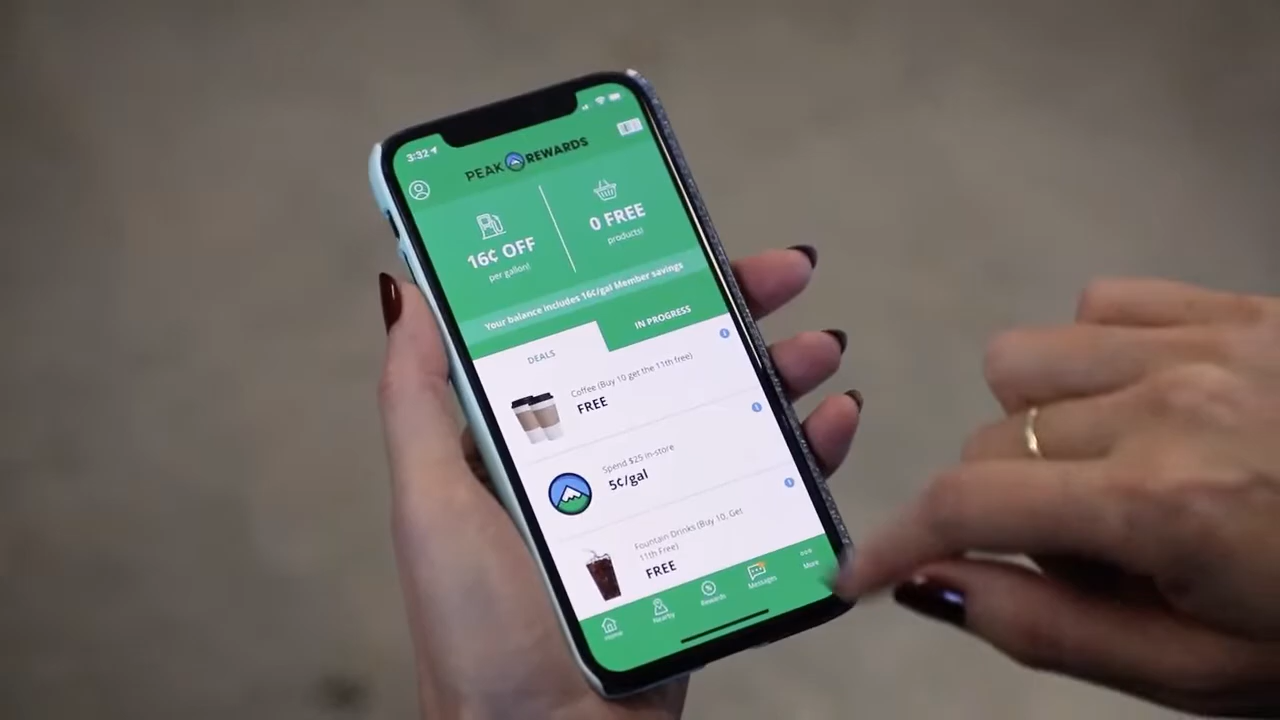 3:32
PEAK REWARDS
16¢ OFF
per gallon!
0 FREE
products!
Your balance includes 16¢/gal Member savings
DEALS
IN PROGRESS
Coffee (Buy 10 get the 11th free)
FREE
Spend $25 in-store
5¢/gal
Fountain Drinks (Buy 10, Get
11th Free)
FREE
Home
Nearby
Rewards
Messages
More